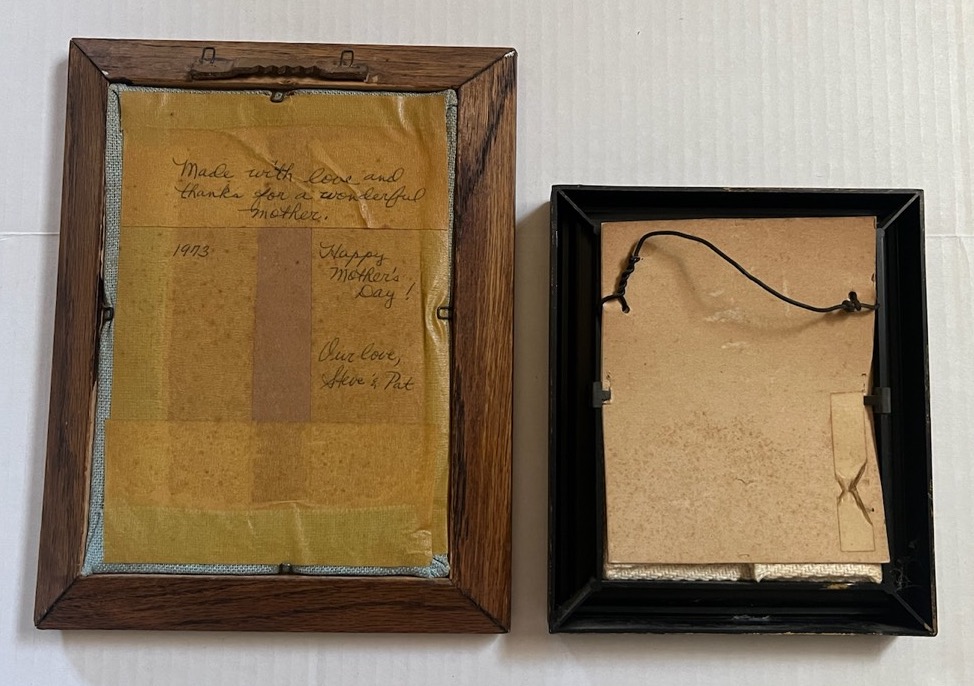 Made with love and
thanks for a wonderful
mother.
1973
Happy
Mother's
Day!
Our love,
Steve & Pat